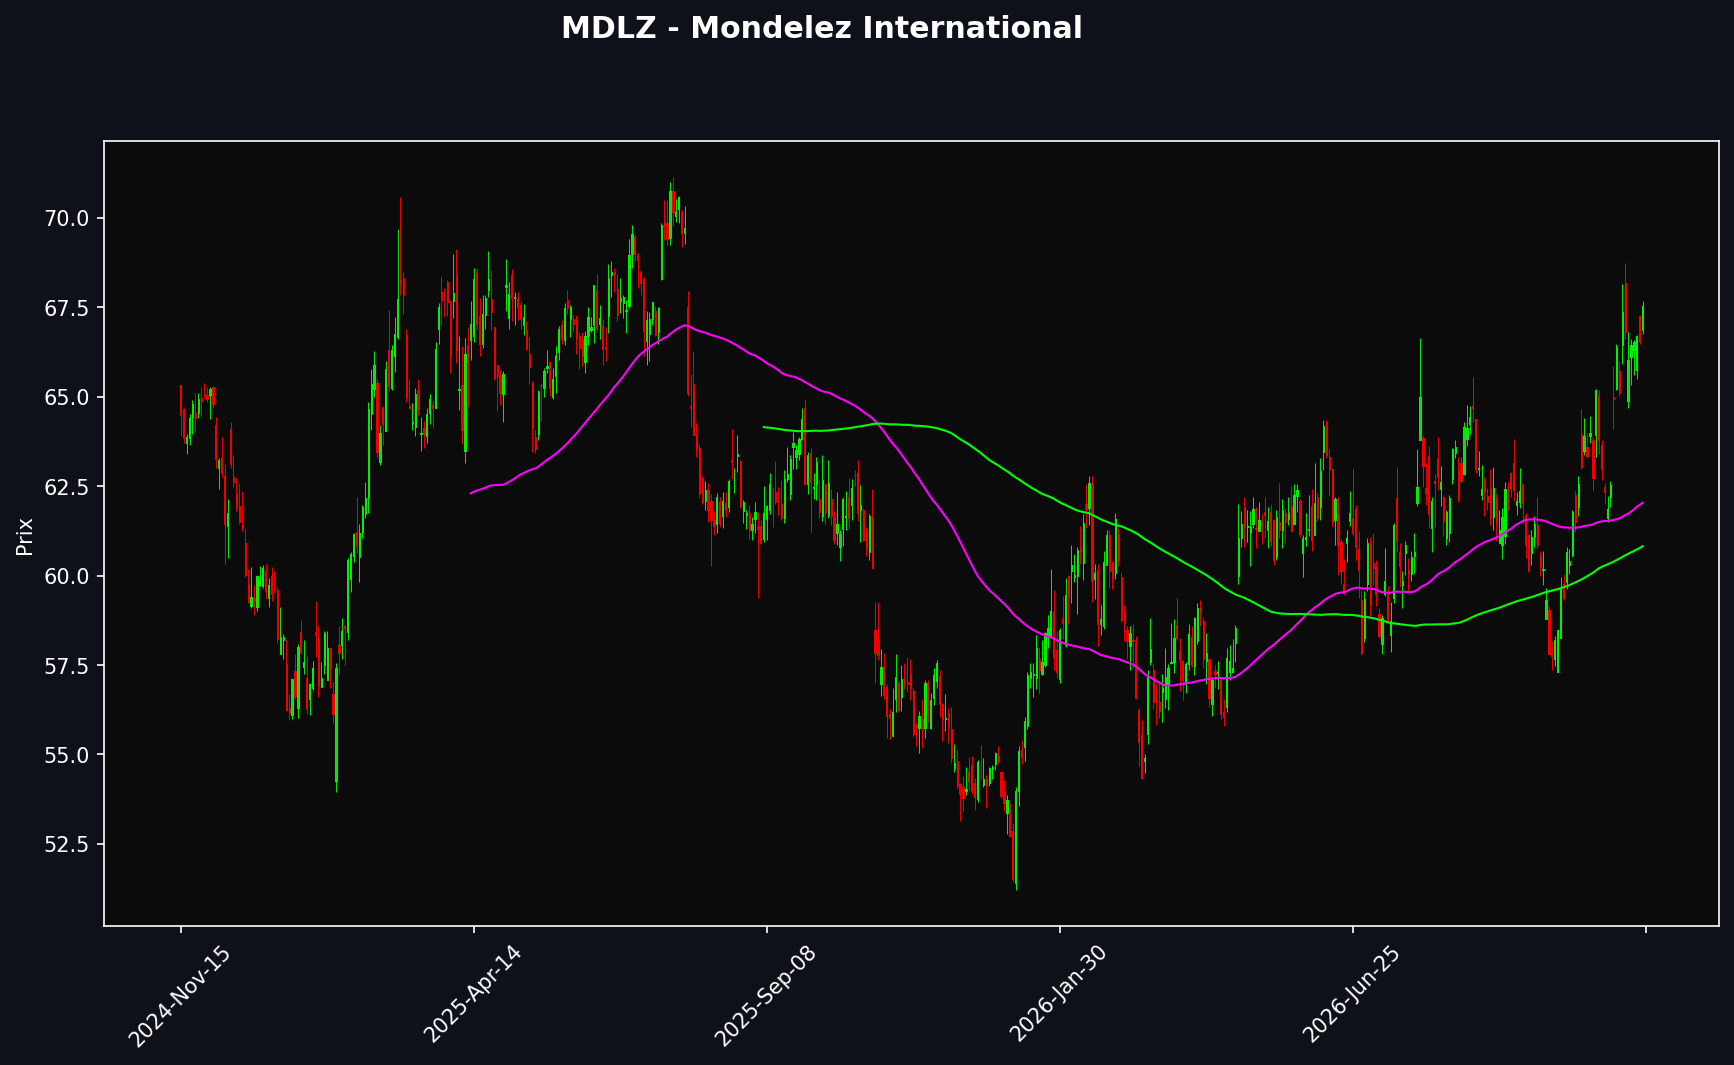 MDLZ - Mondelez International
Prix
70.0
67.5
65.0
62.5
60.0
57.5
55.0
52.5
2024-Nov-15
2025-Apr-14
2025-Sep-08
2026-Jan-30
2026-Jun-25